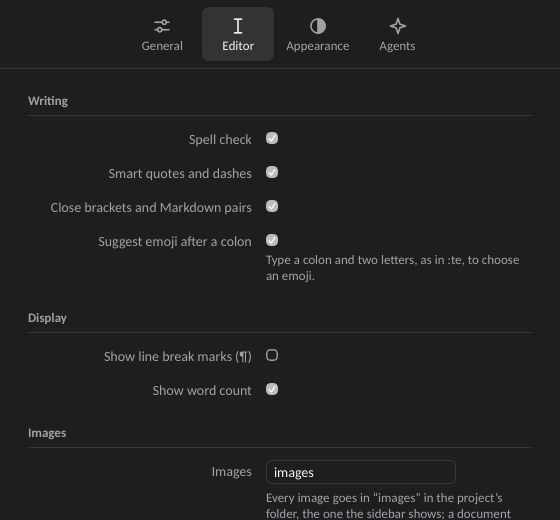 General Editor Appearance Agents
Writing
Spell check
Smart quotes and dashes
Close brackets and Markdown pairs
Suggest emoji after a colon
Type a colon and two letters, as in :te, to choose
an emoji.
Display
Show line break marks (¶)
Show word count
Images
Images images
Every image goes in “images” in the project’s
folder, the one the sidebar shows; a document